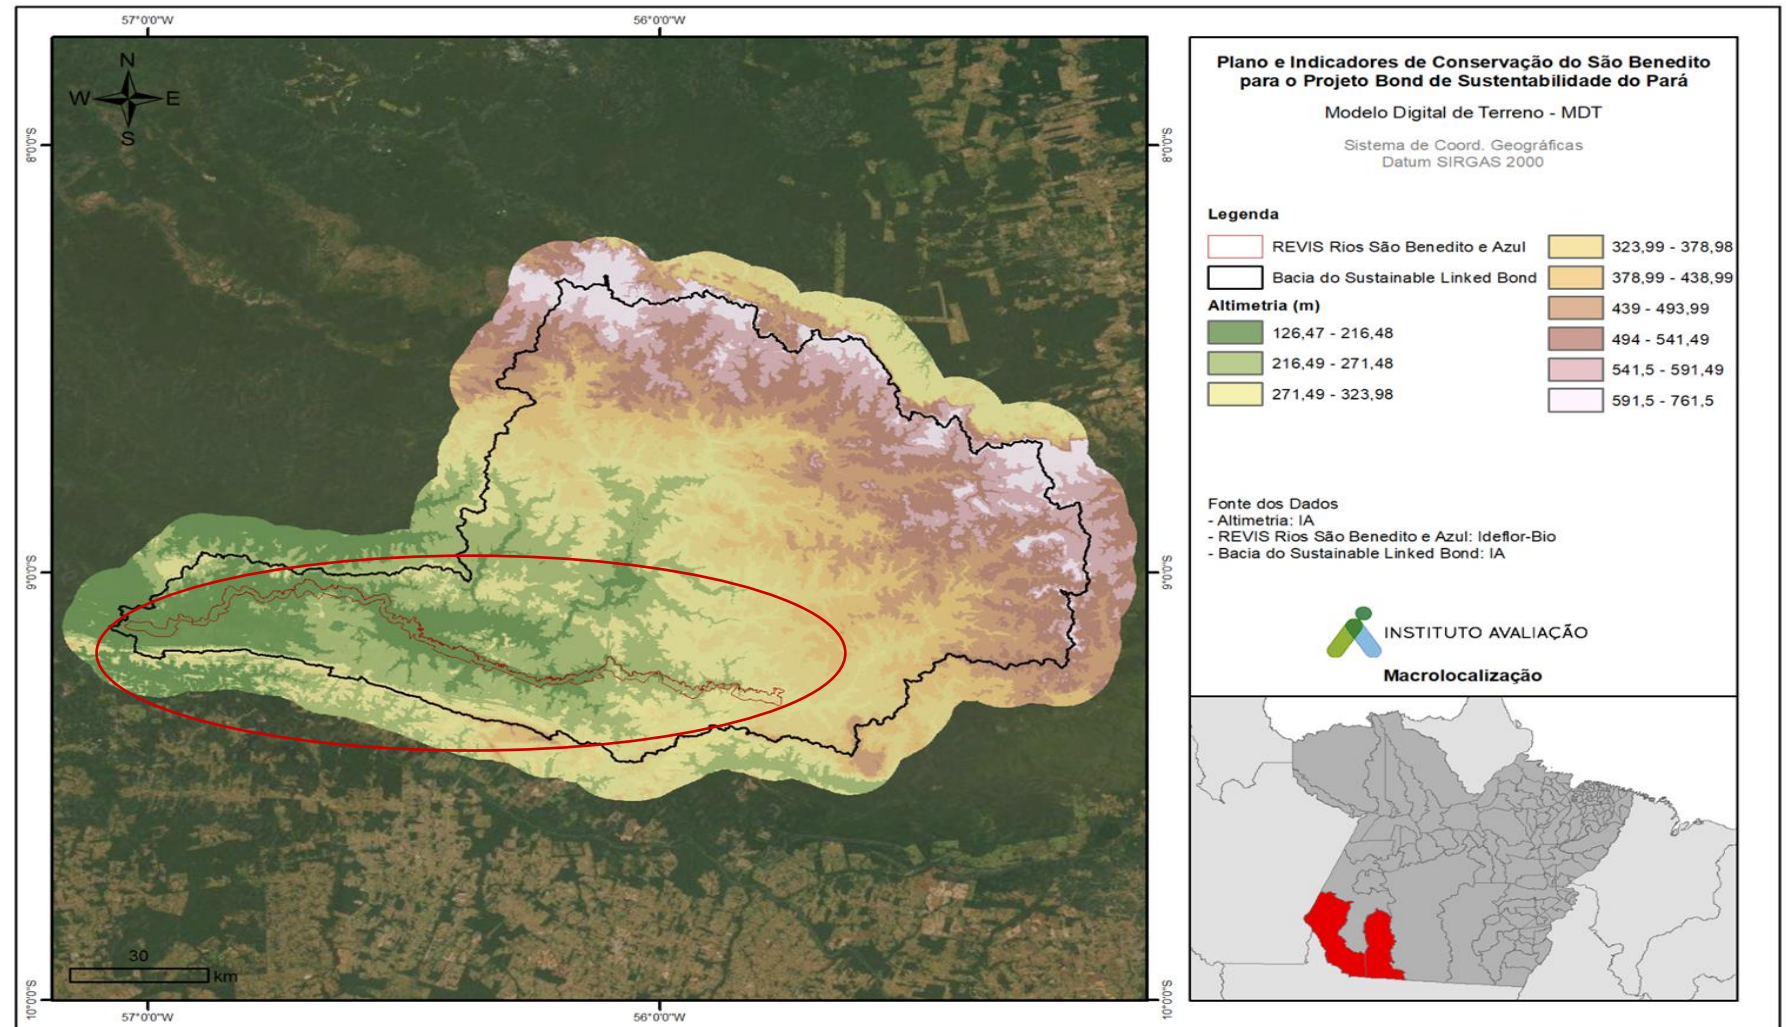 57°0'0"W
56°0'0"W
N
W
E
S
8°0'0"S
8°0'0"S
9°0'0"S
9°0'0"S
10°0'0"S
10°0'0"S
30
km
57°0'0"W
56°0'0"W
Plano e Indicadores de Conservação do São Benedito
para o Projeto Bond de Sustentabilidade do Pará
Modelo Digital de Terreno - MDT
Sistema de Coord. Geográficas
Datum SIRGAS 2000
Legenda
REVIS Rios São Benedito e Azul
Bacia do Sustainable Linked Bond
Altimetria (m)
126,47 - 216,48
216,49 - 271,48
271,49 - 323,98
323,99 - 378,98
378,99 - 438,99
439 - 493,99
494 - 541,49
541,5 - 591,49
591,5 - 761,5
Fonte dos Dados
- Altimetria: IA
- REVIS Rios São Benedito e Azul: Ideflor-Bio
- Bacia do Sustainable Linked Bond: IA
INSTITUTO AVALIAÇÃO
Macrolocalização